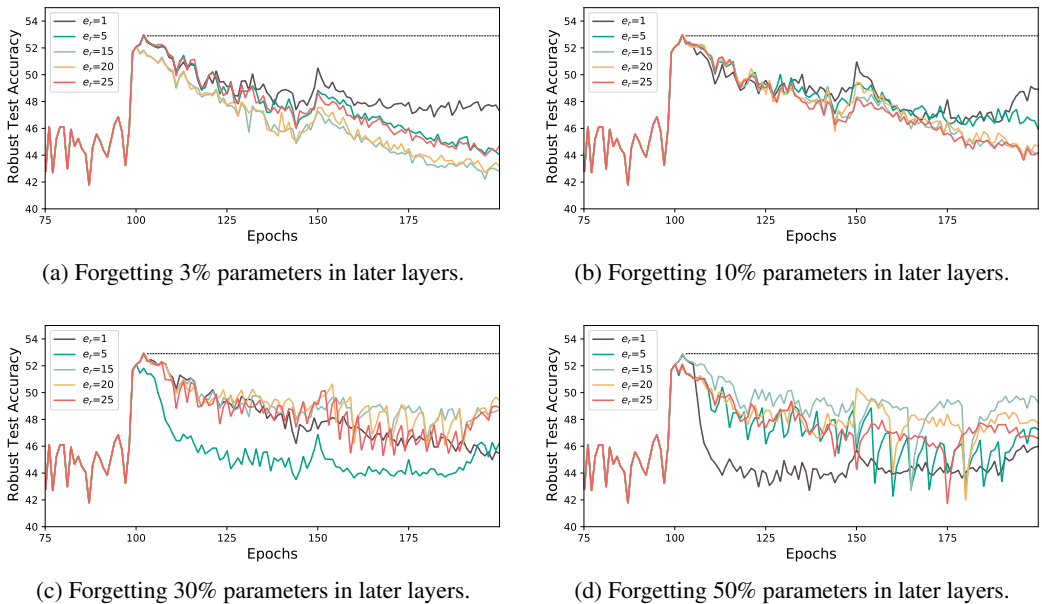 54
52
50
48
46
44
42
40
Robust Test Accuracy
e_r=1
e_r=5
e_r=15
e_r=20
e_r=25
75 100 125 150 175
Epochs
(a) Forgetting 3% parameters in later layers.
54
52
50
48
46
44
42
40
Robust Test Accuracy
e_r=1
e_r=5
e_r=15
e_r=20
e_r=25
75 100 125 150 175
Epochs
(b) Forgetting 10% parameters in later layers.
54
52
50
48
46
44
42
40
Robust Test Accuracy
e_r=1
e_r=5
e_r=15
e_r=20
e_r=25
75 100 125 150 175
Epochs
(c) Forgetting 30% parameters in later layers.
54
52
50
48
46
44
42
40
Robust Test Accuracy
e_r=1
e_r=5
e_r=15
e_r=20
e_r=25
75 100 125 150 175
Epochs
(d) Forgetting 50% parameters in later layers.